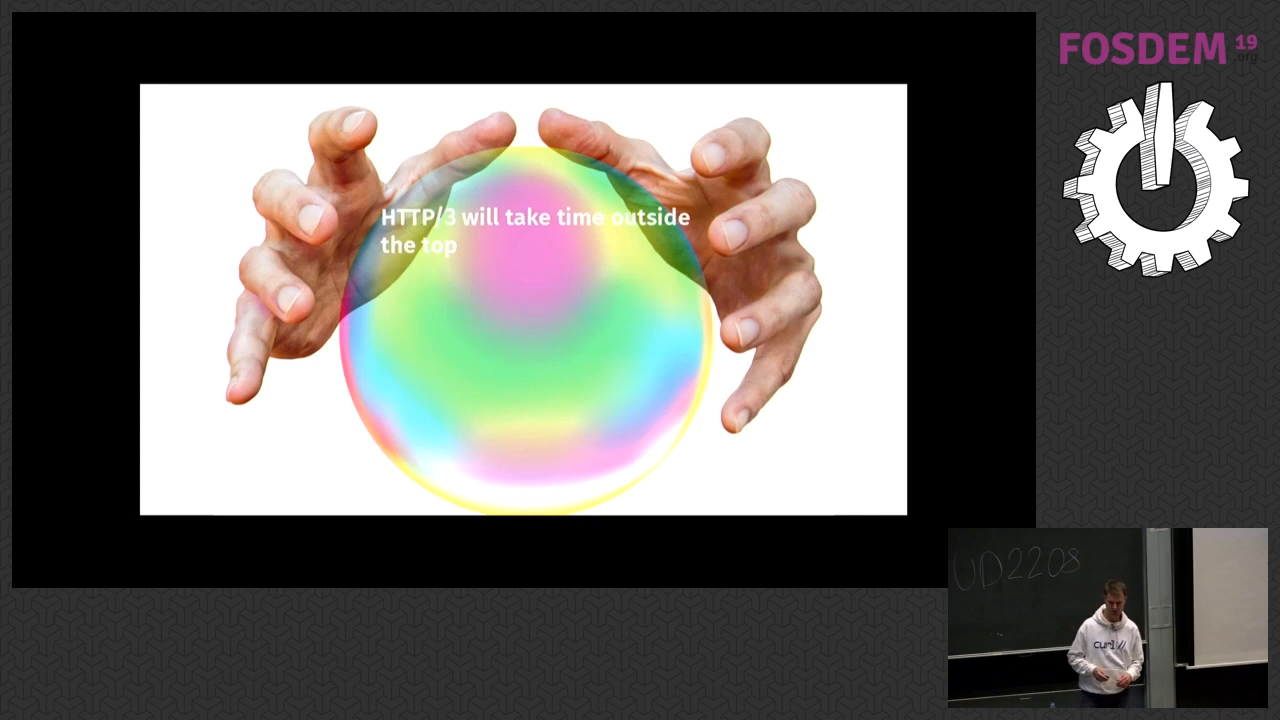 HTTP/3 will take time outside
the top
FOSDEM 19
.org
UD2208
curl://